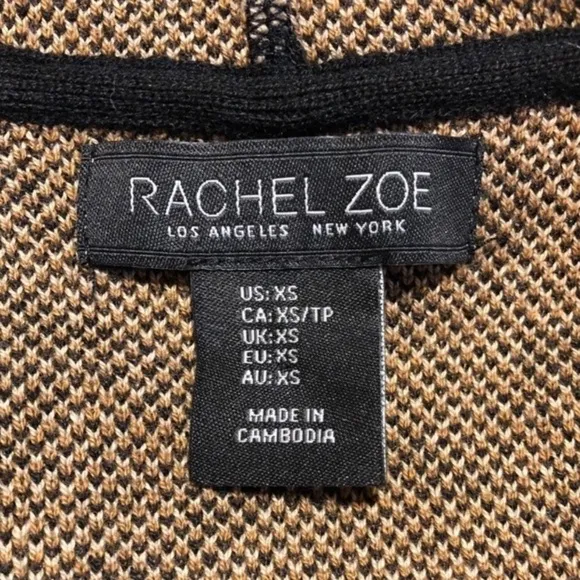 RACHEL ZOE
LOS ANGELES NEW YORK
US: XS
CA: XS/TP
UK: XS
EU: XS
AU: XS
MADE IN
CAMBODIA